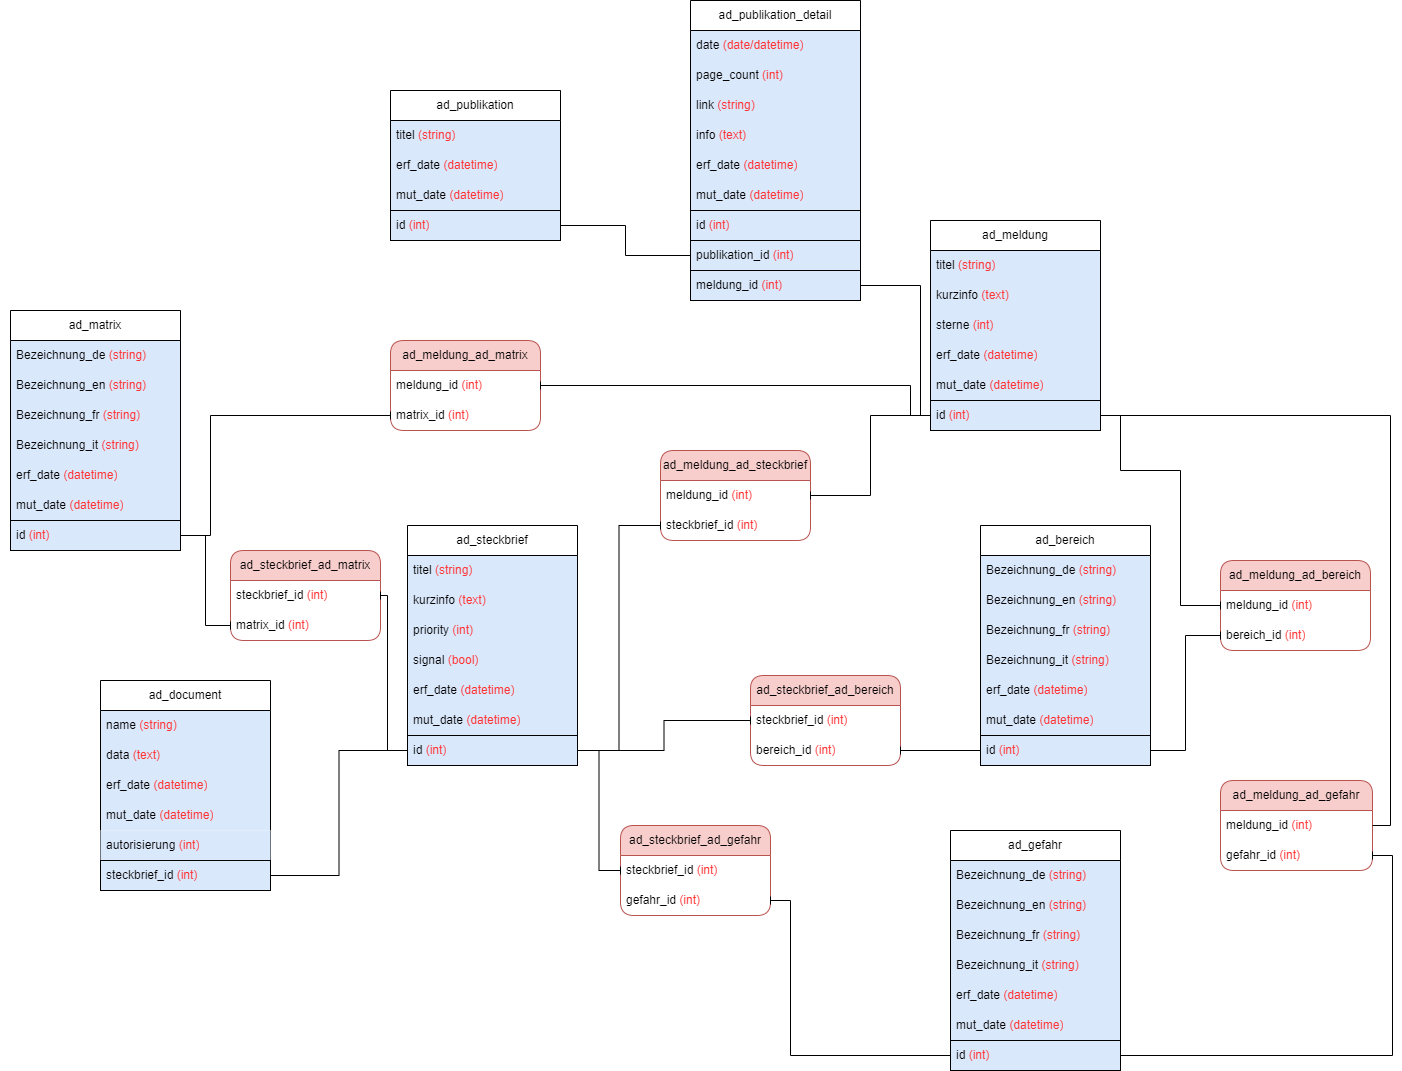 ad_publikation_detail
date (date/datetime)
page_count (int)
link (string)
info (text)
erf_date (datetime)
mut_date (datetime)
id (int)
publikation_id (int)
meldung_id (int)
ad_publikation
titel (string)
erf_date (datetime)
mut_date (datetime)
id (int)
ad_meldung
titel (string)
kurzinfo (text)
sterne (int)
erf_date (datetime)
mut_date (datetime)
id (int)
ad_matrix
Bezeichnung_de (string)
Bezeichnung_en (string)
Bezeichnung_fr (string)
Bezeichnung_it (string)
erf_date (datetime)
mut_date (datetime)
id (int)
ad_meldung_ad_matrix
meldung_id (int)
matrix_id (int)
ad_meldung_ad_steckbrief
meldung_id (int)
steckbrief_id (int)
ad_steckbrief_ad_matrix
steckbrief_id (int)
matrix_id (int)
ad_steckbrief
titel (string)
kurzinfo (text)
priority (int)
signal (bool)
erf_date (datetime)
mut_date (datetime)
id (int)
ad_bereich
Bezeichnung_de (string)
Bezeichnung_en (string)
Bezeichnung_fr (string)
Bezeichnung_it (string)
erf_date (datetime)
mut_date (datetime)
id (int)
ad_meldung_ad_bereich
meldung_id (int)
bereich_id (int)
ad_document
name (string)
data (text)
erf_date (datetime)
mut_date (datetime)
autorisierung (int)
steckbrief_id (int)
ad_steckbrief_ad_bereich
steckbrief_id (int)
bereich_id (int)
ad_meldung_ad_gefahr
meldung_id (int)
gefahr_id (int)
ad_steckbrief_ad_gefahr
steckbrief_id (int)
gefahr_id (int)
ad_gefahr
Bezeichnung_de (string)
Bezeichnung_en (string)
Bezeichnung_fr (string)
Bezeichnung_it (string)
erf_date (datetime)
mut_date (datetime)
id (int)